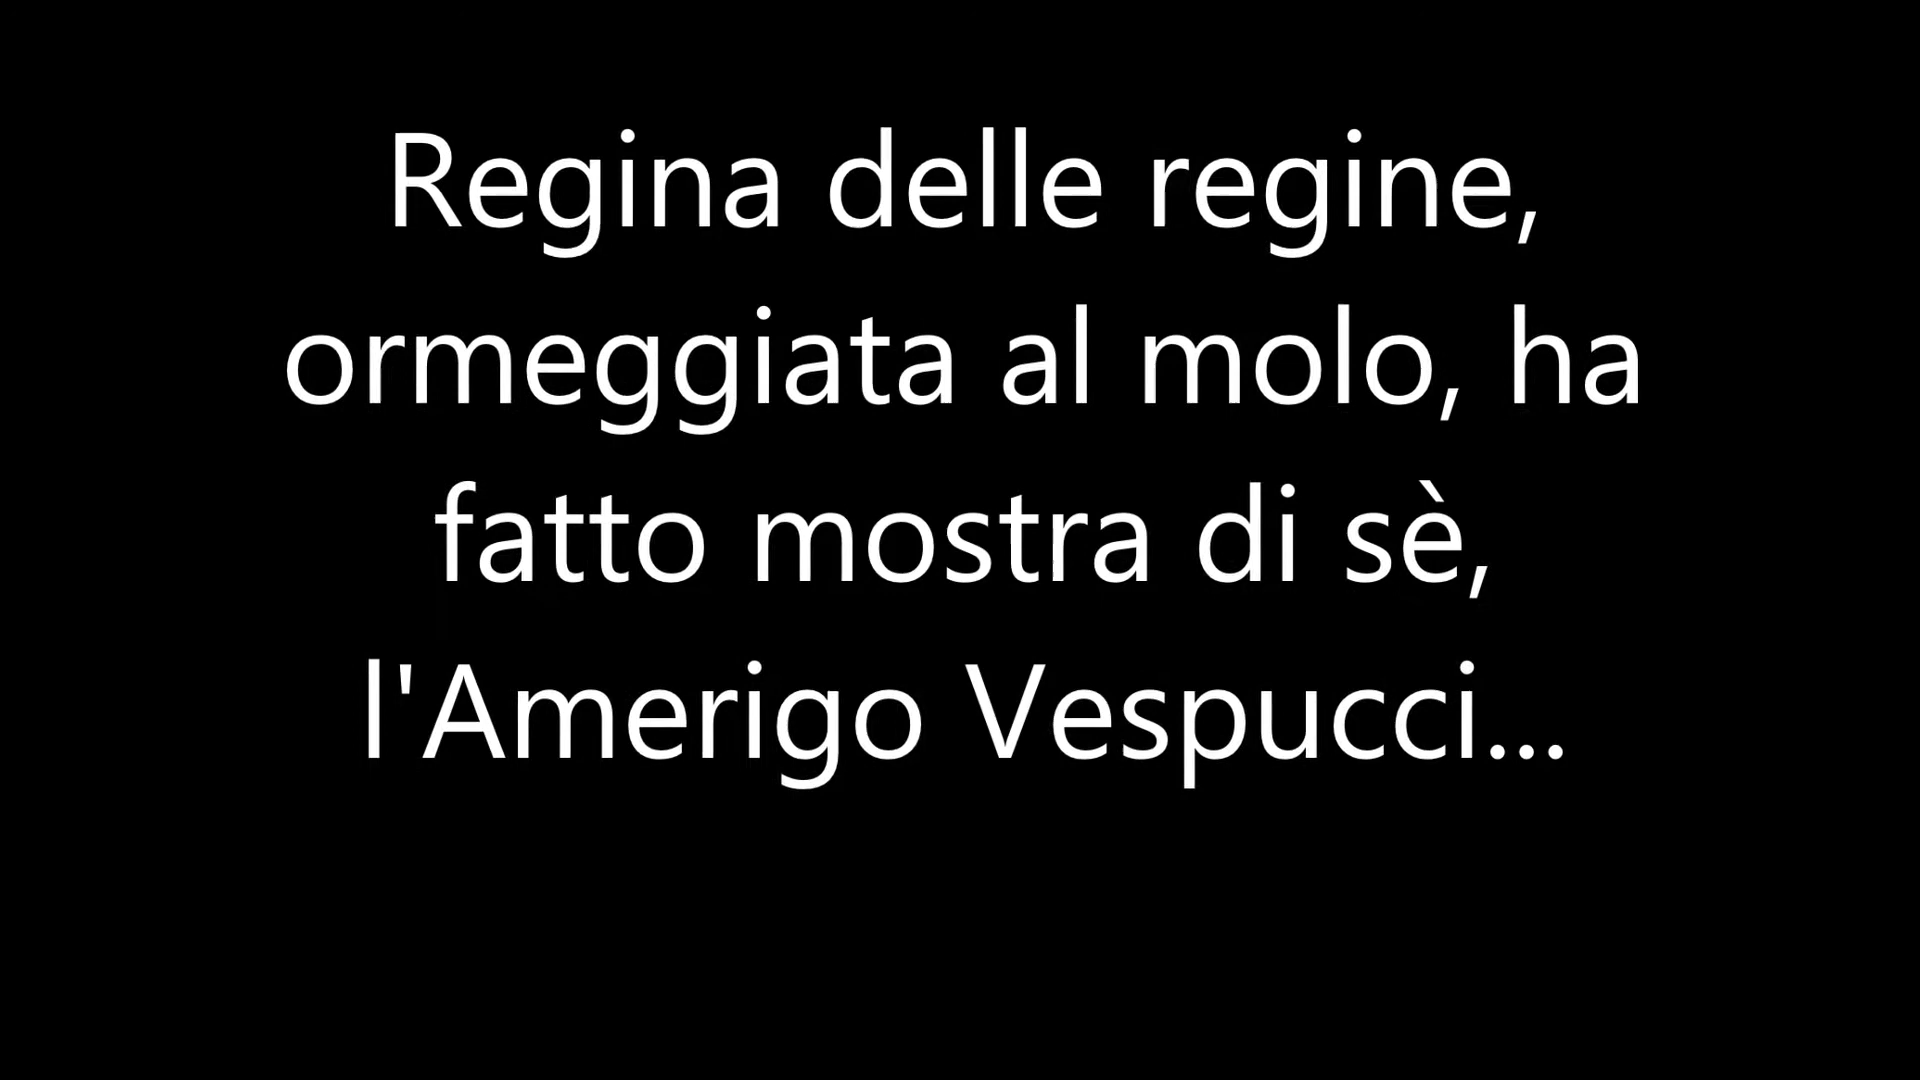 Regina delle regine,
ormeggiata al molo, ha
fatto mostra di sè,
l'Amerigo Vespucci...